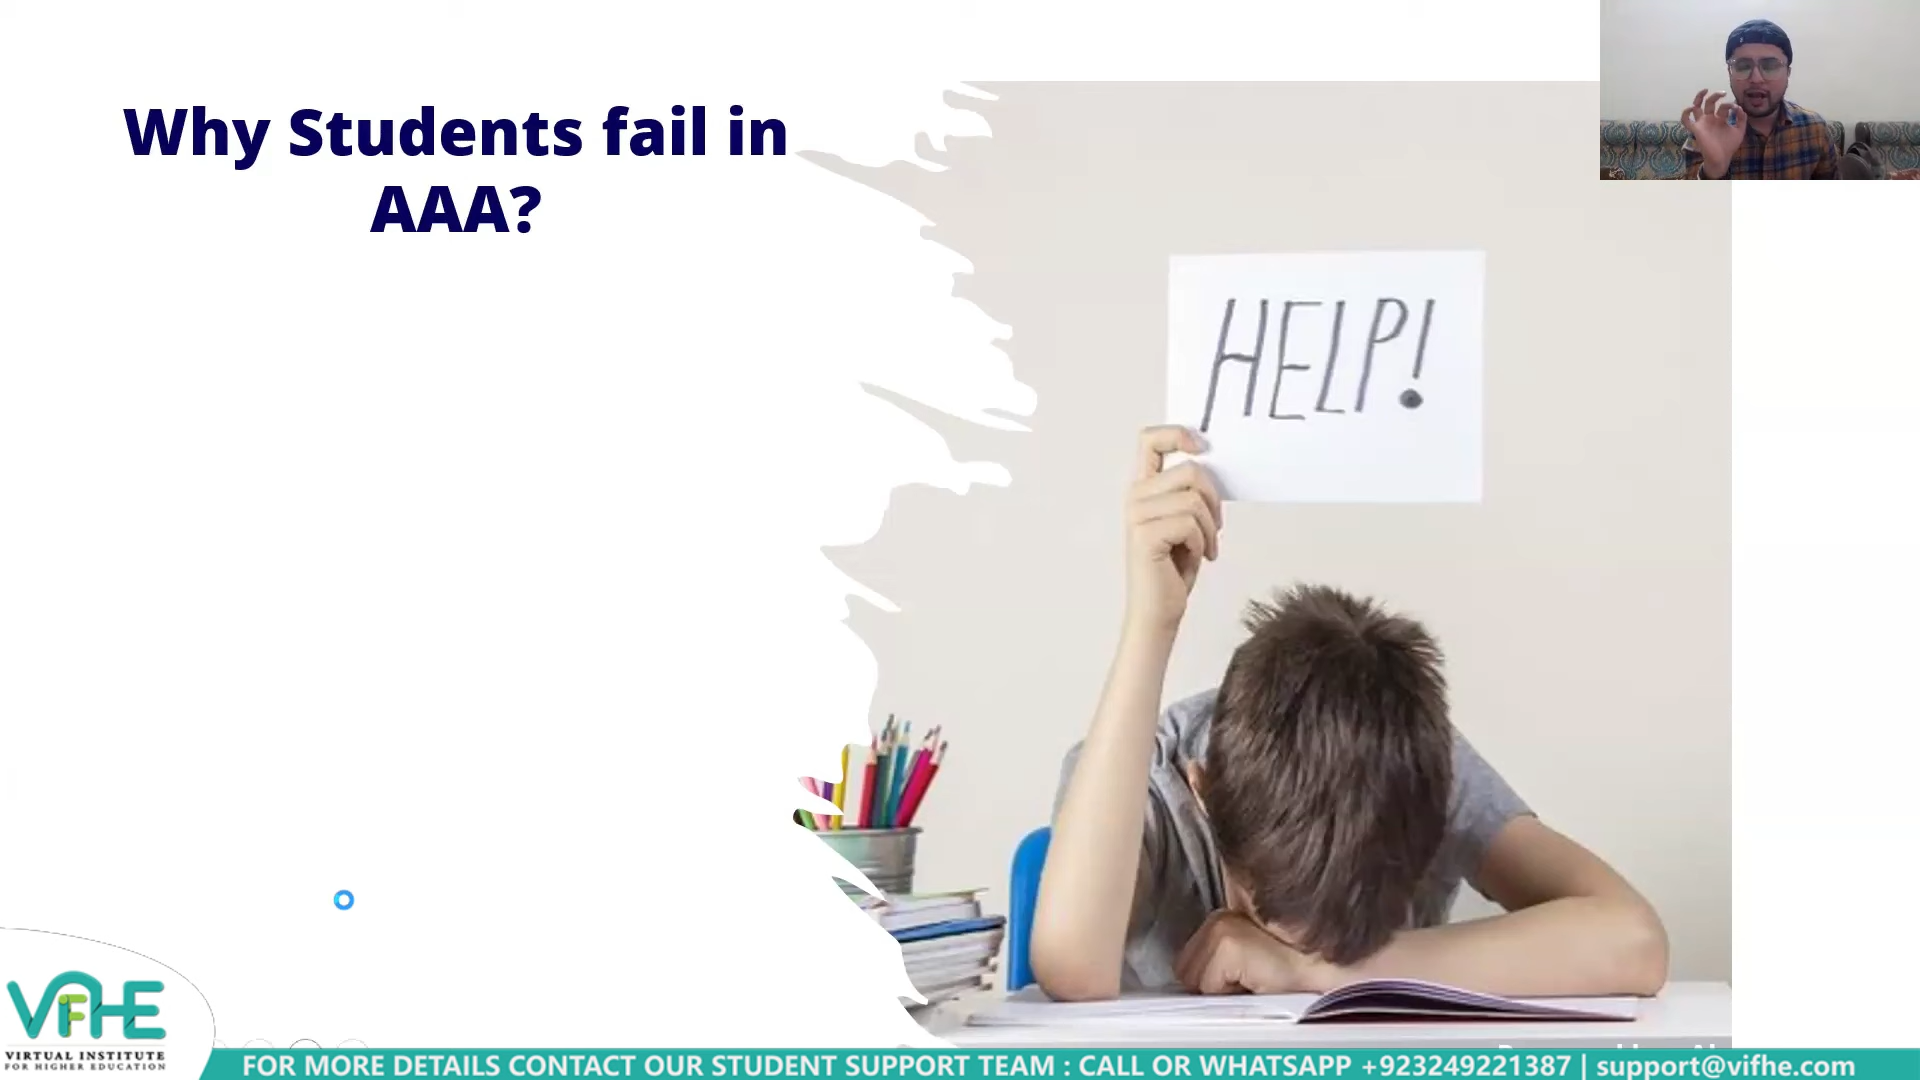 Why Students fail in
AAA?
HELP!
VIFHE
VIRTUAL INSTITUTE
FOR HIGHER EDUCATION
FOR MORE DETAILS CONTACT OUR STUDENT SUPPORT TEAM : CALL OR WHATSAPP +923249221387 | support@vifhe.com